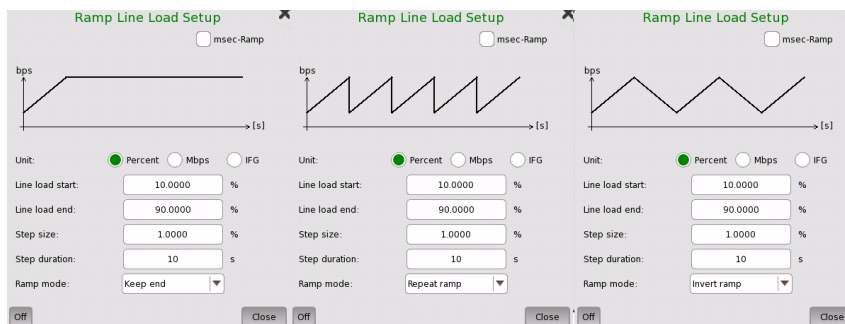 Ramp Line Load Setup
msec-Ramp
bps
[s]
Unit: Percent Mbps IFG
Line load start: 10.0000 %
Line load end: 90.0000 %
Step size: 1.0000 %
Step duration: 10 s
Ramp mode: Keep end
Off Close
Ramp Line Load Setup
msec-Ramp
bps
[s]
Unit: Percent Mbps IFG
Line load start: 10.0000 %
Line load end: 90.0000 %
Step size: 1.0000 %
Step duration: 10 s
Ramp mode: Repeat ramp
Off Close
Ramp Line Load Setup
msec-Ramp
bps
[s]
Unit: Percent Mbps IFG
Line load start: 10.0000 %
Line load end: 90.0000 %
Step size: 1.0000 %
Step duration: 10 s
Ramp mode: Invert ramp
Off Close